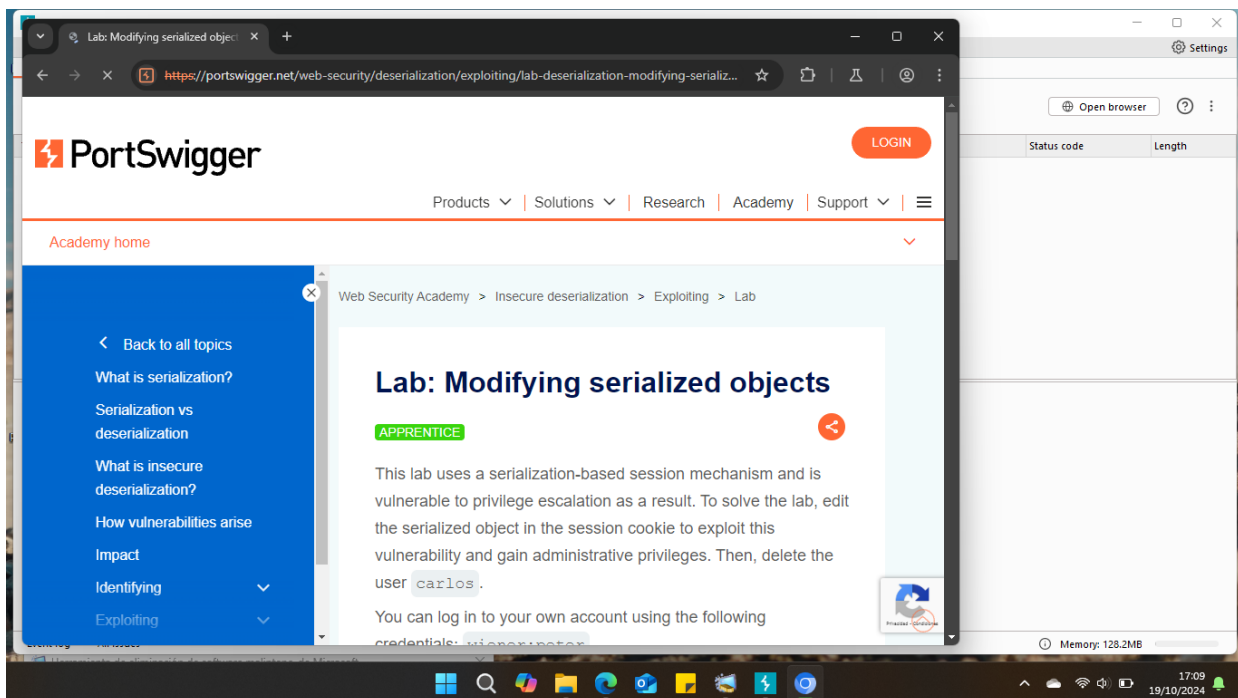 Lab: Modifying serialized objec
Settings
https://portswigger.net/web-security/deserialization/exploiting/lab-deserialization-modifying-serializ...
Open browser
PortSwigger
LOGIN
Status code
Length
Products
Solutions
Research
Academy
Support
Academy home
Web Security Academy > Insecure deserialization > Exploiting > Lab
Back to all topics
What is serialization?
Serialization vs
deserialization
What is insecure
deserialization?
How vulnerabilities arise
Impact
Identifying
Exploiting
Lab: Modifying serialized objects
APPRENTICE
This lab uses a serialization-based session mechanism and is
vulnerable to privilege escalation as a result. To solve the lab, edit
the serialized object in the session cookie to exploit this
vulnerability and gain administrative privileges. Then, delete the
user carlos.
You can log in to your own account using the following
credentials: wiener:peter
Privacidad - Condiciones
Memory: 128.2MB
17:09
19/10/2024